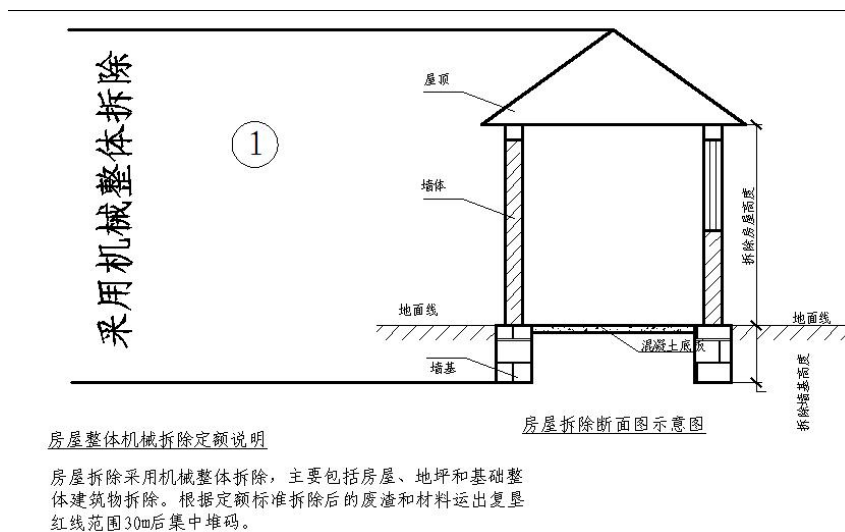 采用机械整体拆除
1
屋顶
墙体
拆除房屋高度
地面线
地面线
混凝土底板
墙基
拆除墙基高度
房屋拆除断面图示意图
房屋整体机械拆除定额说明
房屋拆除采用机械整体拆除，主要包括房屋、地坪和基础整
体建筑物拆除。根据定额标准拆除后的废渣和材料运出复垦
红线范围30m后集中堆码。